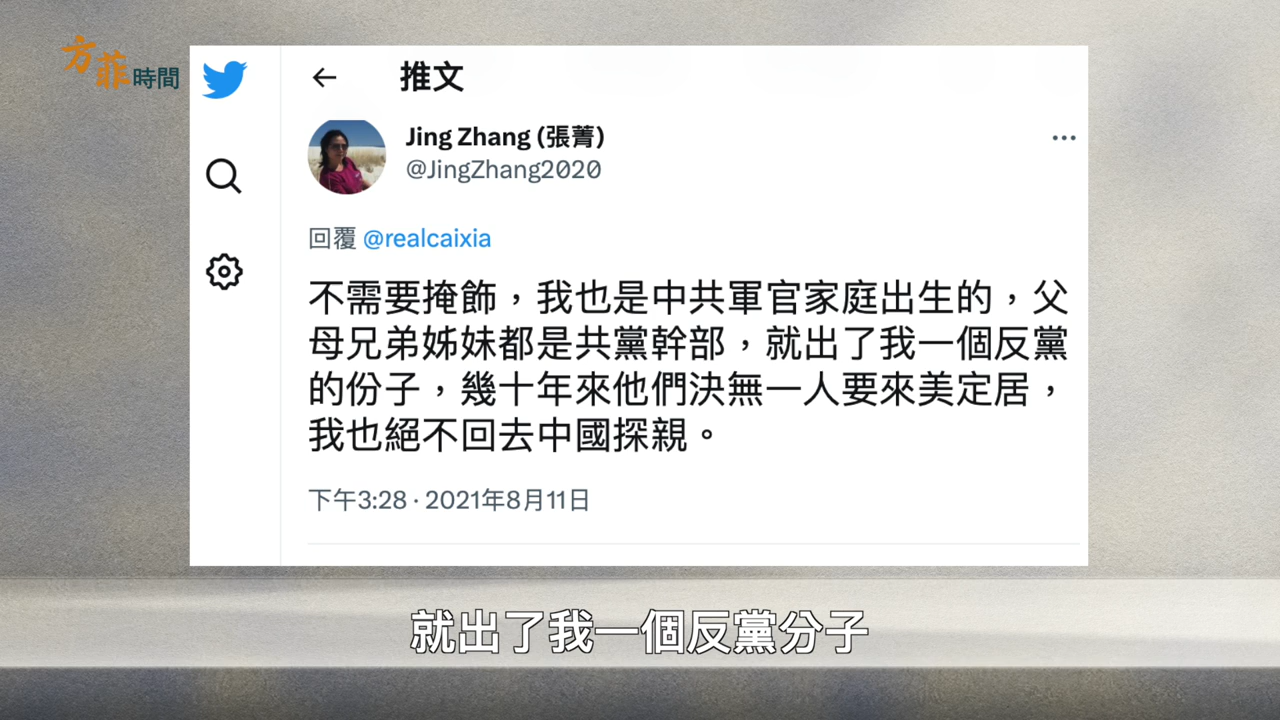 方菲時間
推文
Jing Zhang (張菁)
@JingZhang2020
回覆 @realcaixia
不需要掩飾，我也是中共軍官家庭出生的，父
母兄弟姊妹都是共黨幹部，就出了我一個反黨
的份子，幾十年來他們決無一人要來美定居，
我也絕不回去中國探親。
下午3:28 · 2021年8月11日
就出了我一個反黨分子